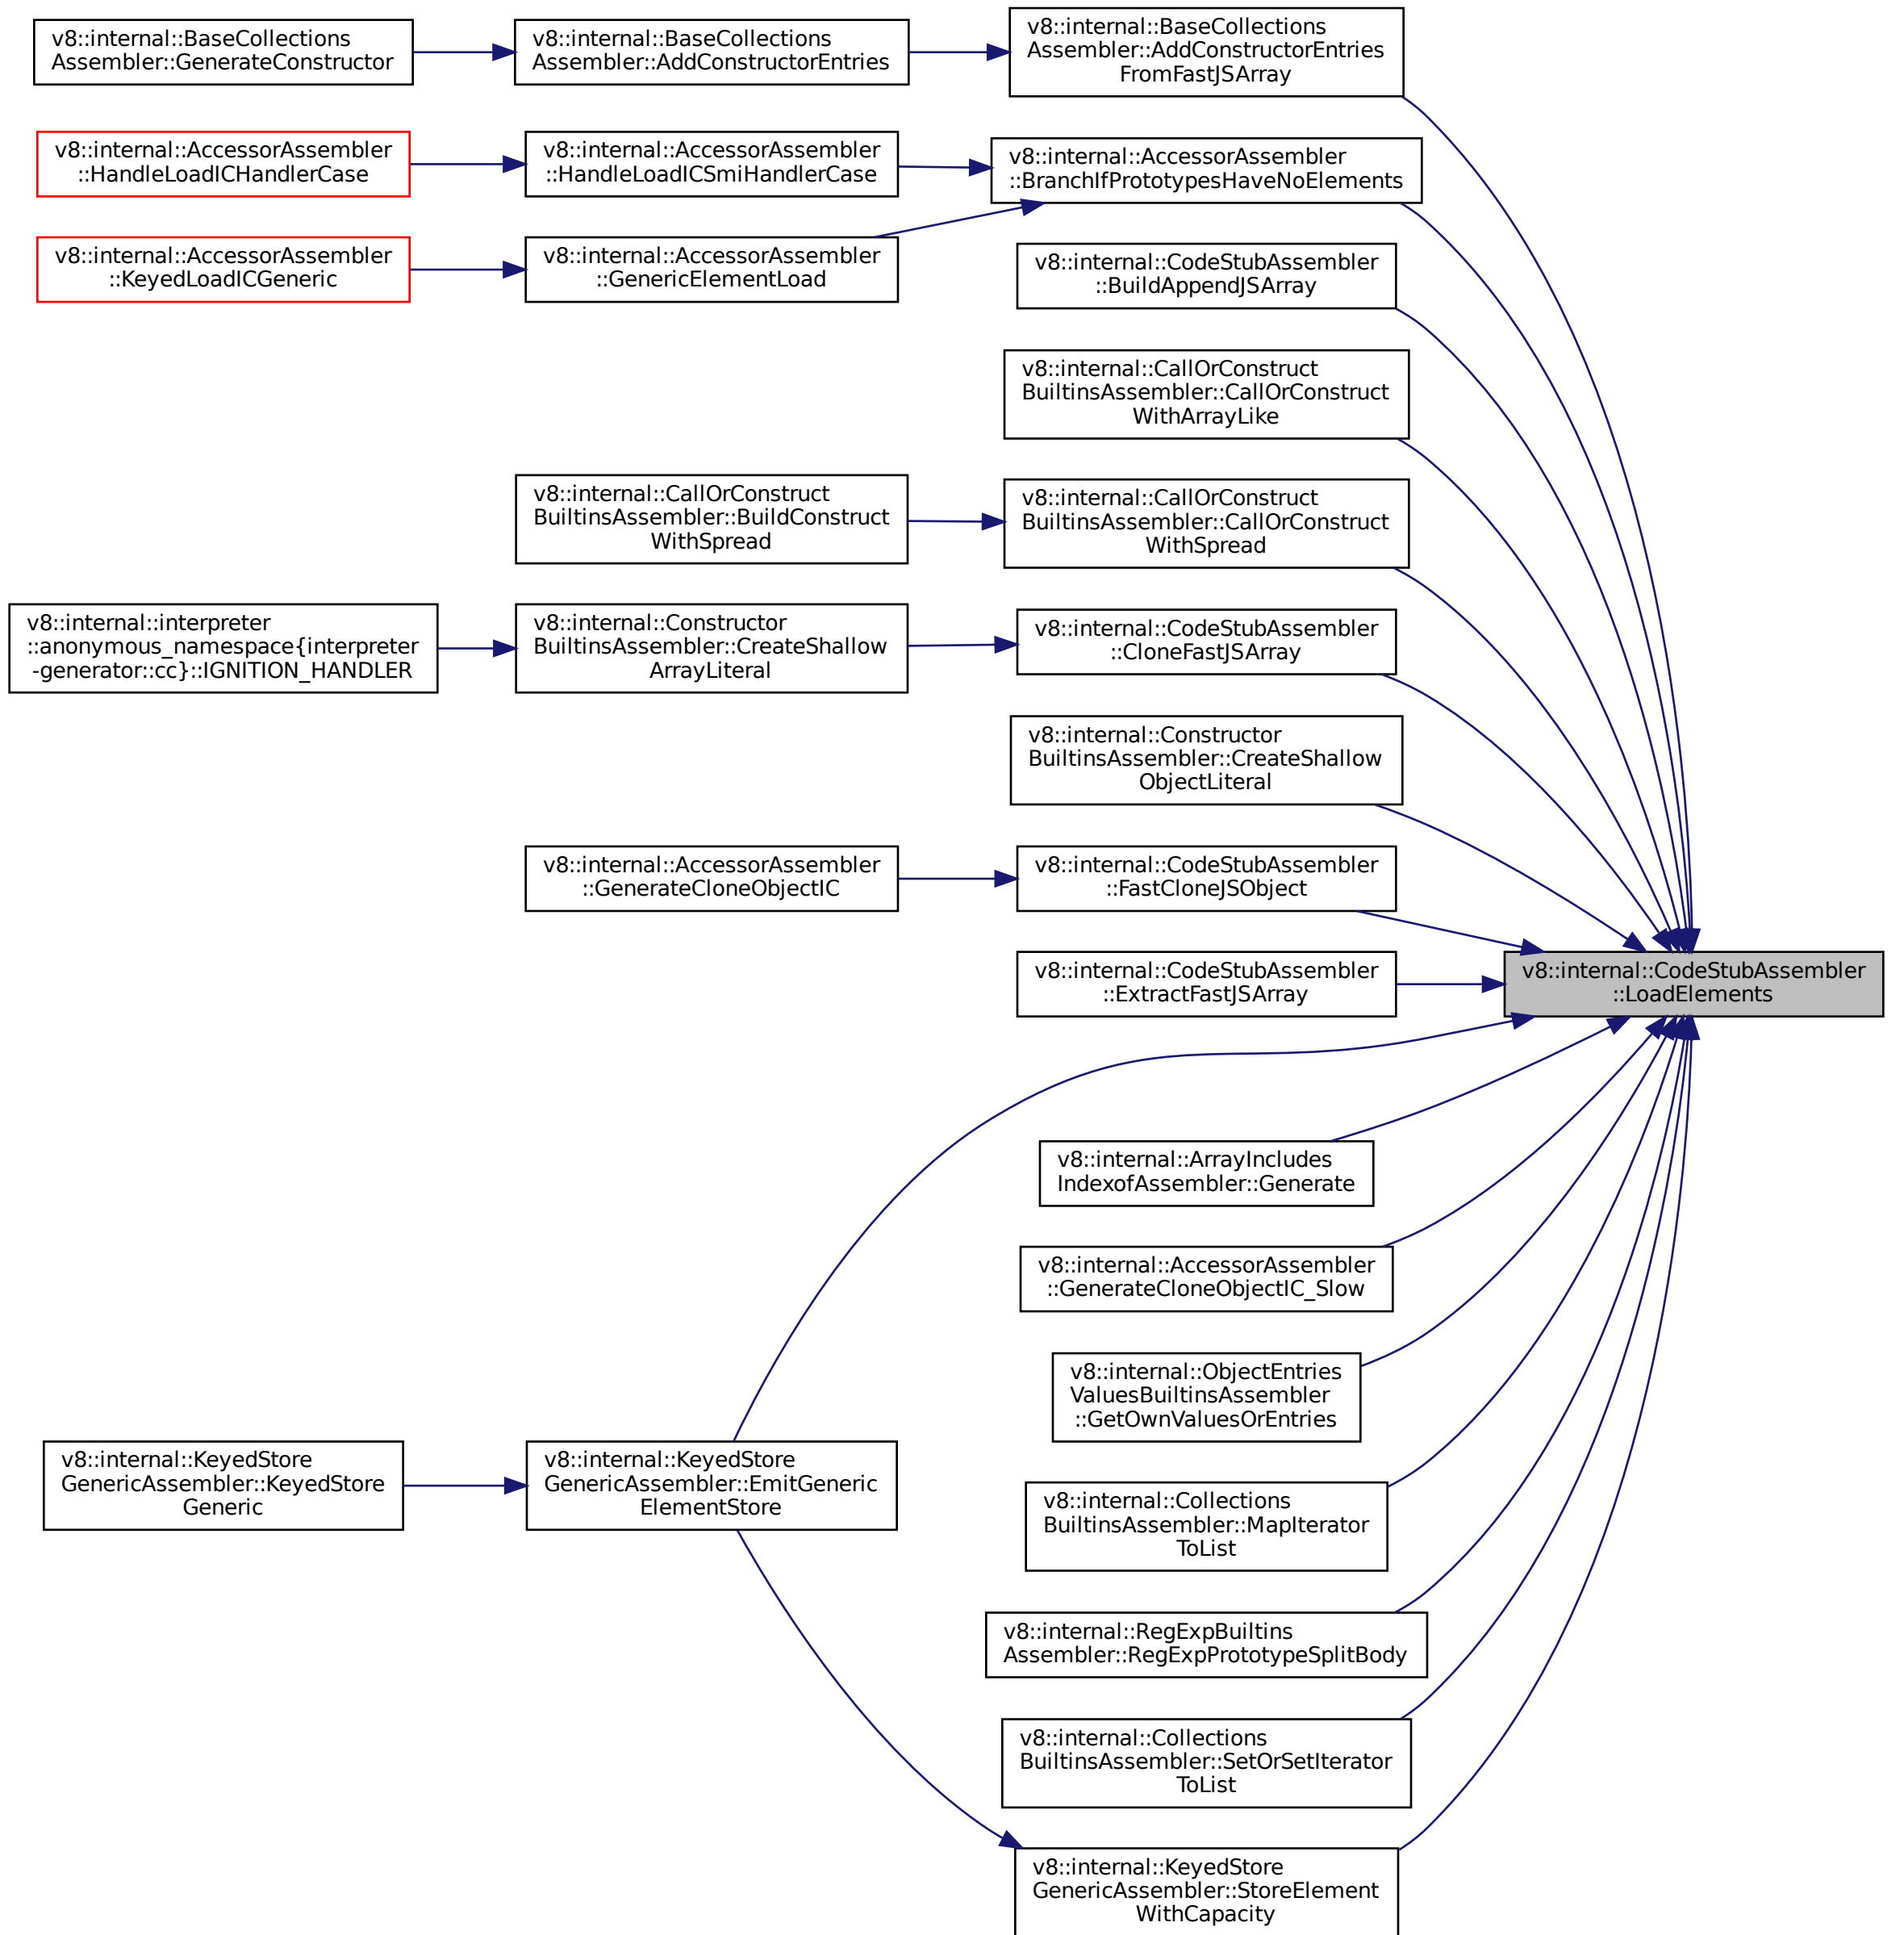 v8::internal::BaseCollections
Assembler::GenerateConstructor
v8::internal::BaseCollections
Assembler::AddConstructorEntries
v8::internal::BaseCollections
Assembler::AddConstructorEntries
FromFastJSArray
v8::internal::AccessorAssembler
::HandleLoadICHandlerCase
v8::internal::AccessorAssembler
::HandleLoadICSmiHandlerCase
v8::internal::AccessorAssembler
::BranchIfPrototypesHaveNoElements
v8::internal::AccessorAssembler
::KeyedLoadICGeneric
v8::internal::AccessorAssembler
::GenericElementLoad
v8::internal::CodeStubAssembler
::BuildAppendJSArray
v8::internal::CallOrConstruct
BuiltinsAssembler::CallOrConstruct
WithArrayLike
v8::internal::CallOrConstruct
BuiltinsAssembler::BuildConstruct
WithSpread
v8::internal::CallOrConstruct
BuiltinsAssembler::CallOrConstruct
WithSpread
v8::internal::interpreter
::anonymous_namespace{interpreter
-generator::cc}::IGNITION_HANDLER
v8::internal::Constructor
BuiltinsAssembler::CreateShallow
ArrayLiteral
v8::internal::CodeStubAssembler
::CloneFastJSArray
v8::internal::Constructor
BuiltinsAssembler::CreateShallow
ObjectLiteral
v8::internal::AccessorAssembler
::GenerateCloneObjectIC
v8::internal::CodeStubAssembler
::FastCloneJSObject
v8::internal::CodeStubAssembler
::ExtractFastJSArray
v8::internal::CodeStubAssembler
::LoadElements
v8::internal::ArrayIncludes
IndexofAssembler::Generate
v8::internal::AccessorAssembler
::GenerateCloneObjectIC_Slow
v8::internal::ObjectEntries
ValuesBuiltinsAssembler
::GetOwnValuesOrEntries
v8::internal::KeyedStore
GenericAssembler::KeyedStore
Generic
v8::internal::KeyedStore
GenericAssembler::EmitGeneric
ElementStore
v8::internal::Collections
BuiltinsAssembler::MapIterator
ToList
v8::internal::RegExpBuiltins
Assembler::RegExpPrototypeSplitBody
v8::internal::Collections
BuiltinsAssembler::SetOrSetIterator
ToList
v8::internal::KeyedStore
GenericAssembler::StoreElement
WithCapacity